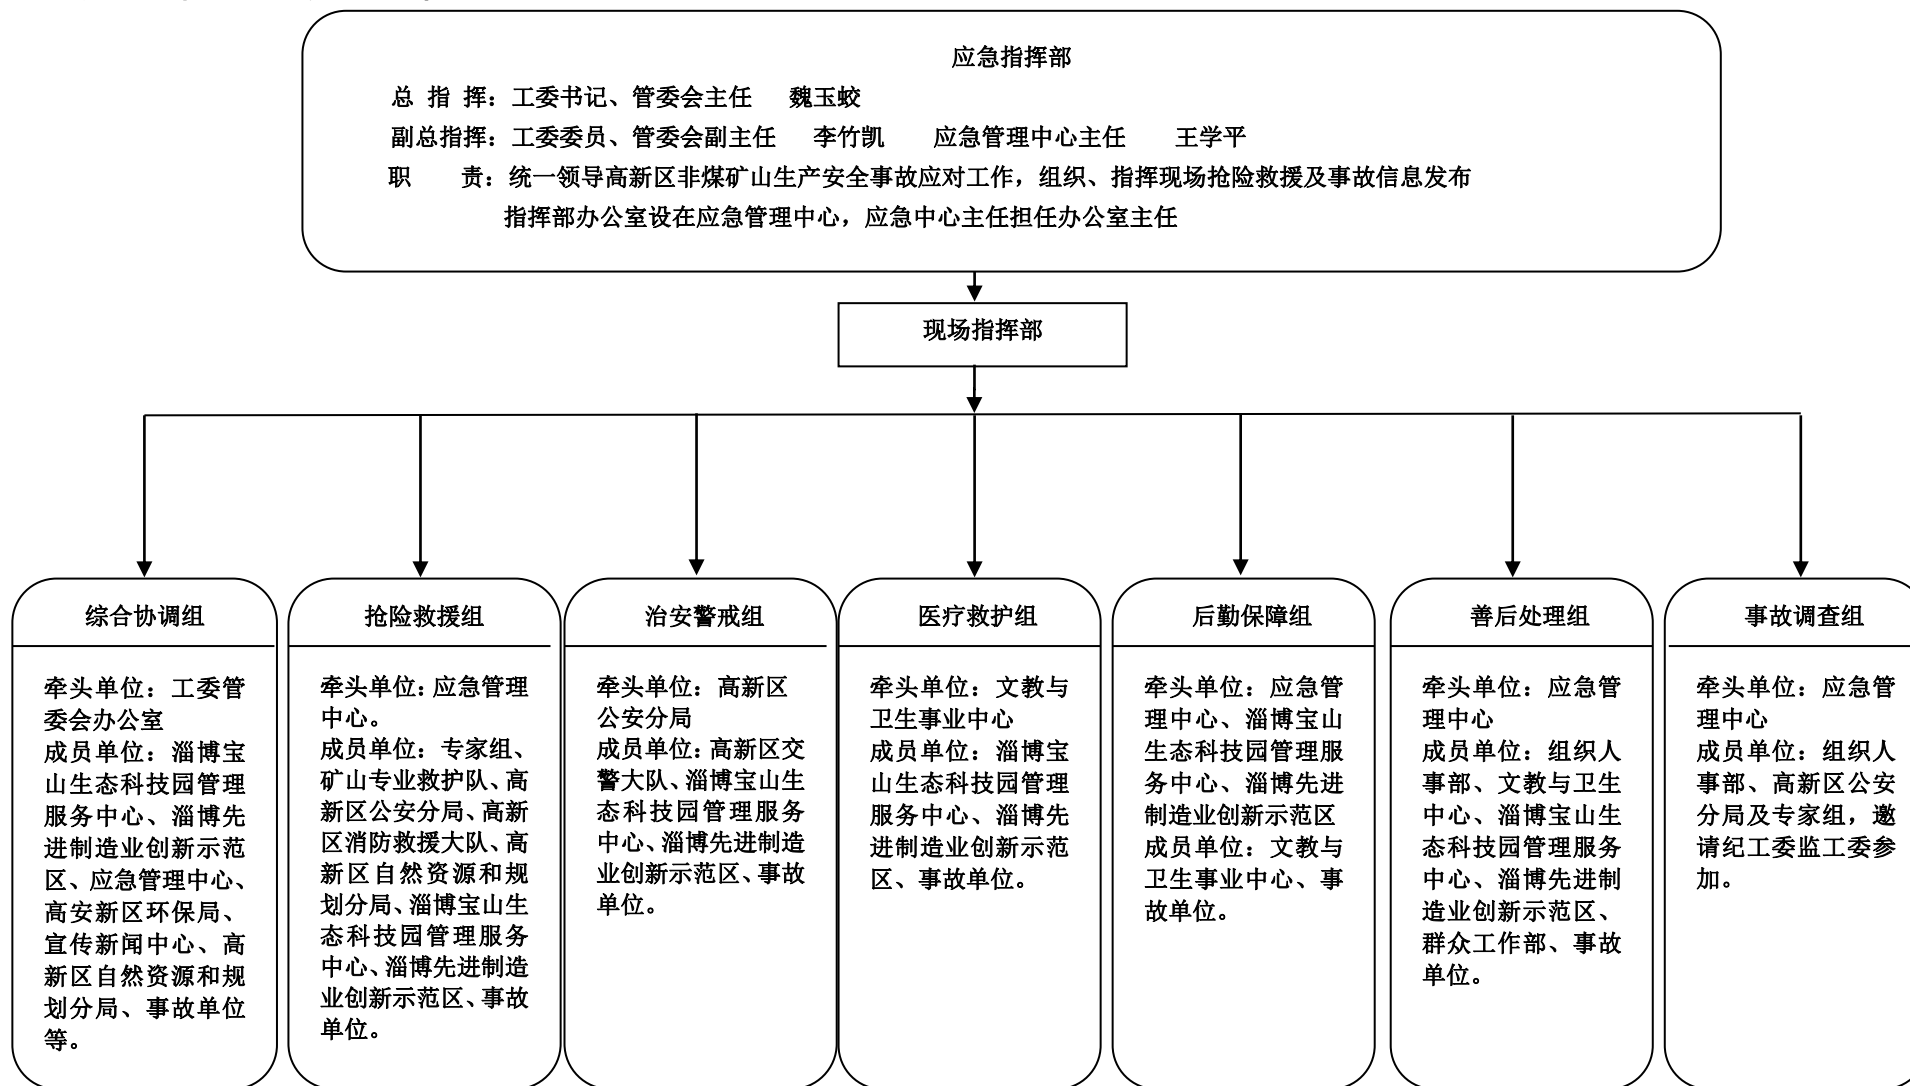 应急指挥部
总 指 挥：工委书记、管委会主任 魏玉蛟
副总指挥：工委委员、管委会副主任 李竹凯 应急管理中心主任 王学平
职 责：统一领导高新区非煤矿山生产安全事故应对工作，组织、指挥现场抢险救援及事故信息发布
指挥部办公室设在应急管理中心，应急中心主任担任办公室主任
现场指挥部
综合协调组
牵头单位：工委管
委会办公室
成员单位：淄博宝
山生态科技园管理
服务中心、淄博先
进制造业创新示范
区、应急管理中心、
高安新区环保局、
宣传新闻中心、高
新区自然资源和规
划分局、事故单位
等。
抢险救援组
牵头单位：应急管理
中心。
成员单位：专家组、
矿山专业救护队、高
新区公安分局、高新
区消防救援大队、高
新区自然资源和规
划分局、淄博宝山生
态科技园管理服务
中心、淄博先进制造
业创新示范区、事故
单位。
治安警戒组
牵头单位：高新区
公安分局
成员单位：高新区交
警大队、淄博宝山生
态科技园管理服务
中心、淄博先进制造
业创新示范区、事故
单位。
医疗救护组
牵头单位：文教与
卫生事业中心
成员单位：淄博宝
山生态科技园管理
服务中心、淄博先
进制造业创新示范
区、事故单位。
后勤保障组
牵头单位：应急管
理中心、淄博宝山
生态科技园管理服
务中心、淄博先进
制造业创新示范区
成员单位：文教与
卫生事业中心、事
故单位。
善后处理组
牵头单位：应急管
理中心
成员单位：组织人
事部、文教与卫生
中心、淄博宝山生
态科技园管理服务
中心、淄博先进制
造业创新示范区、
群众工作部、事故
单位。
事故调查组
牵头单位：应急管
理中心
成员单位：组织人
事部、高新区公安
分局及专家组，邀
请纪工委监工委参
加。